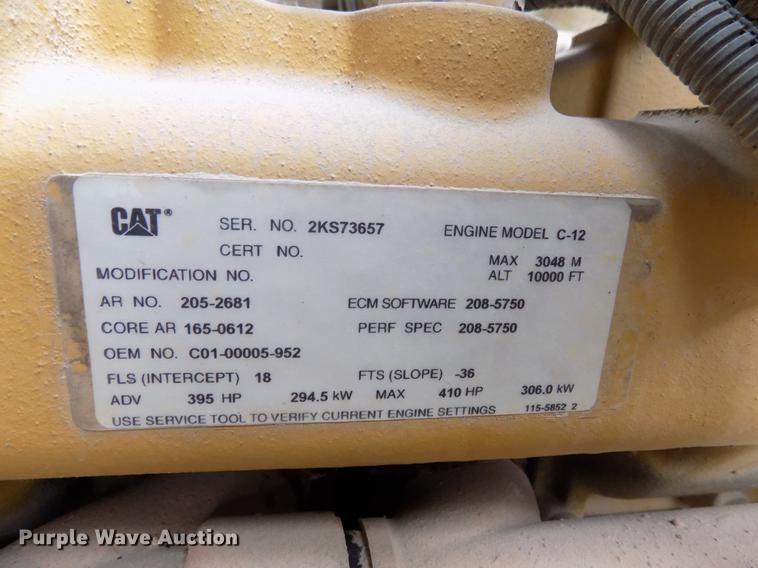 CAT® SER. NO. 2KS73657 ENGINE MODEL C-12
CERT NO. MAX 3048 M
MODIFICATION NO. ALT 10000 FT
AR NO. 205-2681 ECM SOFTWARE 208-5750
CORE AR 165-0612 PERF SPEC 208-5750
OEM NO. C01-00005-952
FLS (INTERCEPT) 18 FTS (SLOPE) -36
ADV 395 HP 294.5 kW MAX 410 HP 306.0 kW
USE SERVICE TOOL TO VERIFY CURRENT ENGINE SETTINGS 115-5852 2
Purple Wave Auction